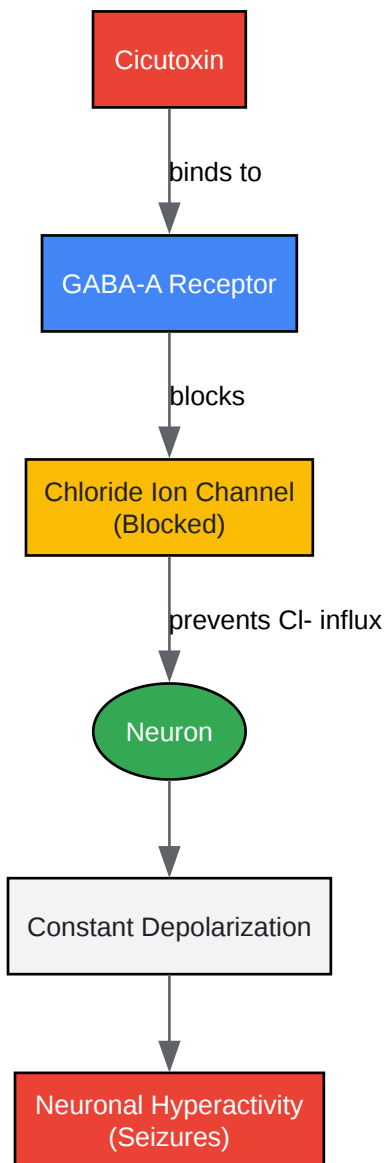 Cicutoxin
binds to
GABA-A Receptor
blocks
Chloride Ion Channel
(Blocked)
prevents Cl- influx
Neuron
Constant Depolarization
Neuronal Hyperactivity
(Seizures)